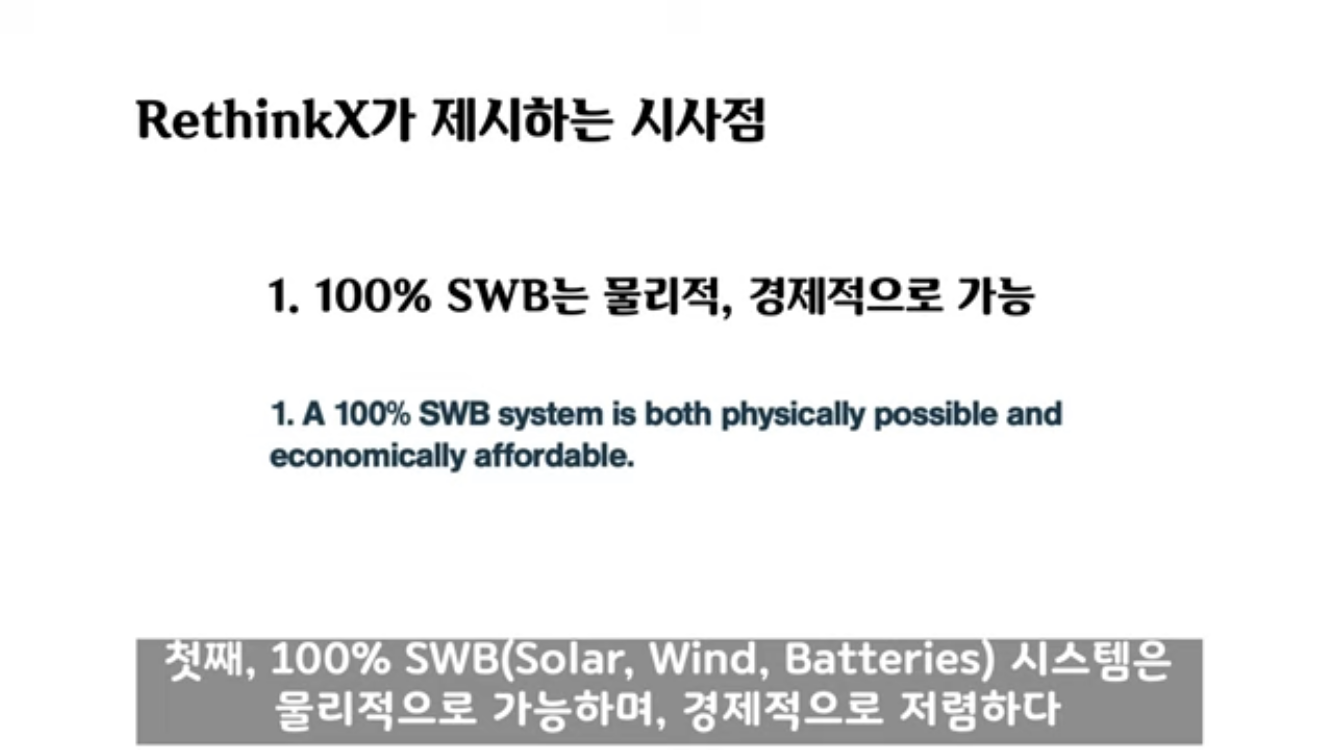 RethinkX가 제시하는 시사점
1. 100% SWB는 물리적, 경제적으로 가능
1. A 100% SWB system is both physically possible and
economically affordable.
첫째, 100% SWB(Solar, Wind, Batteries) 시스템은
물리적으로 가능하며, 경제적으로 저렴하다